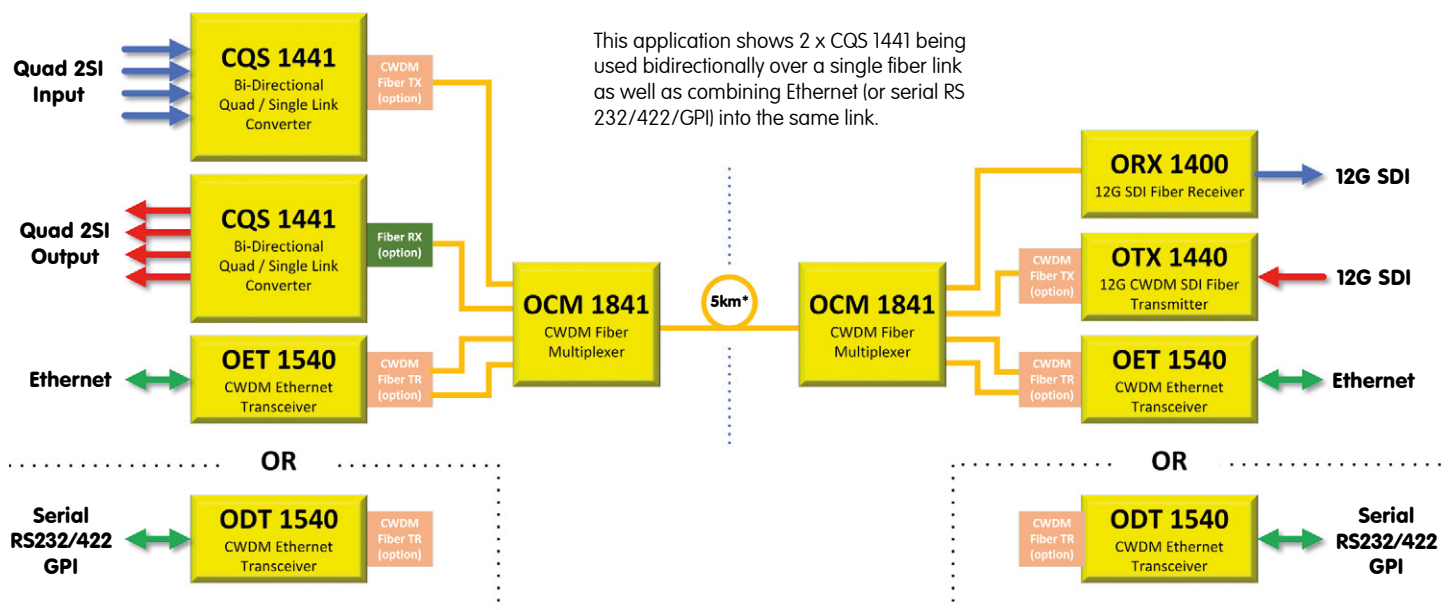 This application shows 2 x CQS 1441 being
used bidirectionally over a single fiber link
as well as combining Ethernet (or serial RS
232/422/GPI) into the same link.
Quad 2SI
Input
CQS 1441
Bi-Directional
Quad / Single Link
Converter
CWDM
Fiber TX
(option)
Quad 2SI
Output
CQS 1441
Bi-Directional
Quad / Single Link
Converter
Fiber RX
(option)
Ethernet
OET 1540
CWDM Ethernet
Transceiver
CWDM
Fiber TR
(option)
OCM 1841
CWDM Fiber
Multiplexer
5km*
OCM 1841
CWDM Fiber
Multiplexer
ORX 1400
12G SDI Fiber Receiver
12G SDI
CWDM
Fiber TX
(option)
OTX 1440
12G CWDM SDI Fiber
Transmitter
12G SDI
CWDM
Fiber TR
(option)
OET 1540
CWDM Ethernet
Transceiver
Ethernet
OR
Serial
RS232/422
GPI
ODT 1540
CWDM Ethernet
Transceiver
CWDM
Fiber TR
(option)
OR
CWDM
Fiber TR
(option)
ODT 1540
CWDM Ethernet
Transceiver
Serial
RS232/422
GPI